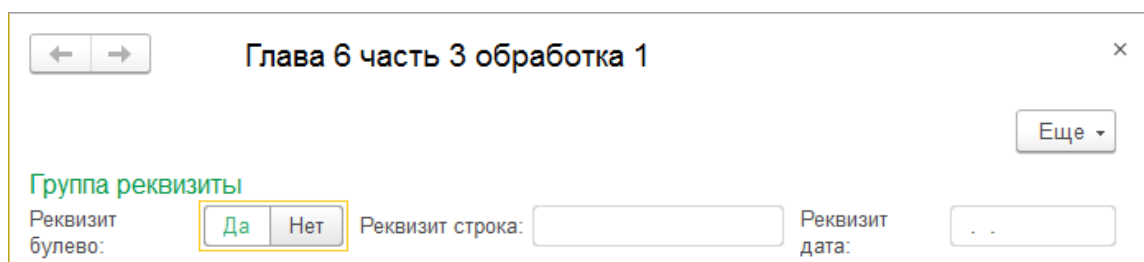 Глава 6 часть 3 обработка 1
Еще
Группа реквизиты
Реквизит булево: Да Нет Реквизит строка: Реквизит дата: . .